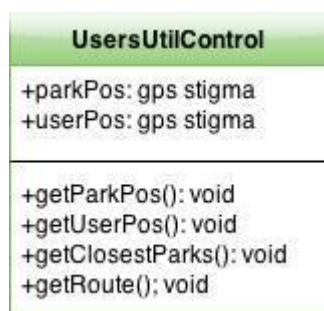 UsersUtilControl
+parkPos: gps stigma
+userPos: gps stigma
+getParkPos(): void
+getUserPos(): void
+getClosestParks(): void
+getRoute(); void